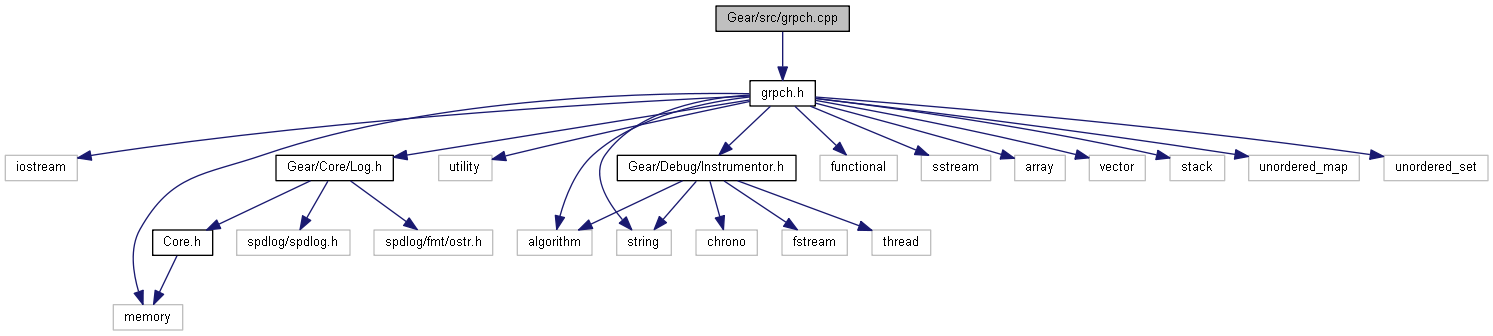 Gear/src/grpch.cpp
grpch.h
iostream
Gear/Core/Log.h
utility
Gear/Debug/Instrumentor.h
functional
sstream
array
vector
stack
unordered_map
unordered_set
Core.h
spdlog/spdlog.h
spdlog/fmt/ostr.h
algorithm
string
chrono
fstream
thread
memory